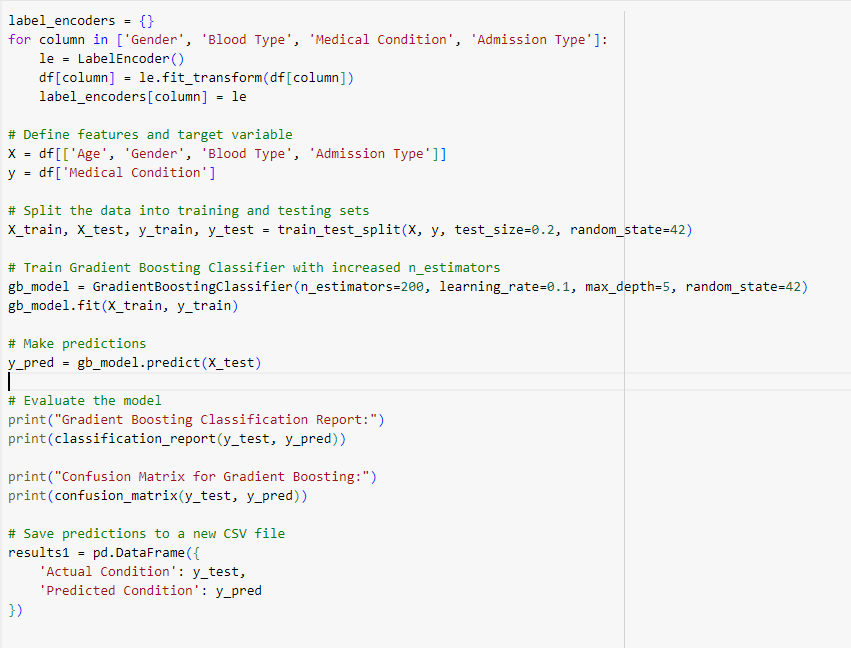 label_encoders = {}
for column in ['Gender', 'Blood Type', 'Medical Condition', 'Admission Type']:
    le = LabelEncoder()
    df[column] = le.fit_transform(df[column])
    label_encoders[column] = le

# Define features and target variable
X = df[['Age', 'Gender', 'Blood Type', 'Admission Type']]
y = df['Medical Condition']

# Split the data into training and testing sets
X_train, X_test, y_train, y_test = train_test_split(X, y, test_size=0.2, random_state=42)

# Train Gradient Boosting Classifier with increased n_estimators
gb_model = GradientBoostingClassifier(n_estimators=200, learning_rate=0.1, max_depth=5, random_state=42)
gb_model.fit(X_train, y_train)

# Make predictions
y_pred = gb_model.predict(X_test)

# Evaluate the model
print("Gradient Boosting Classification Report:")
print(classification_report(y_test, y_pred))

print("Confusion Matrix for Gradient Boosting:")
print(confusion_matrix(y_test, y_pred))

# Save predictions to a new CSV file
results1 = pd.DataFrame({
    'Actual Condition': y_test,
    'Predicted Condition': y_pred
})